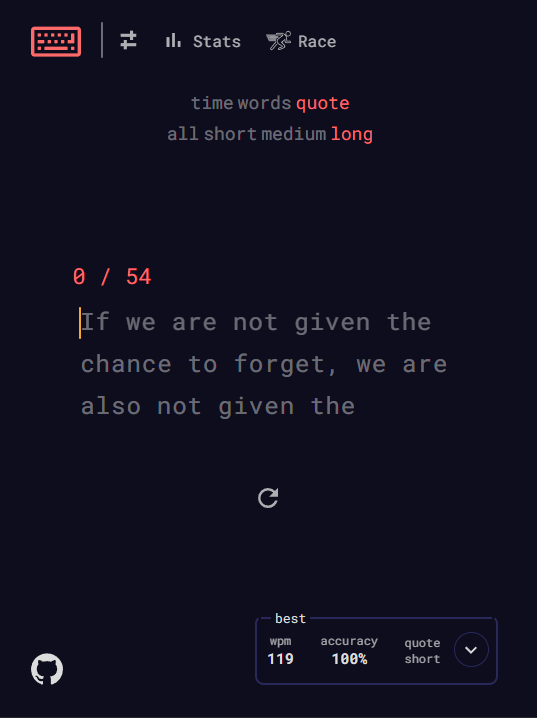 Stats Race
time words quote
all short medium long
0 / 54
If we are not given the
chance to forget, we are
also not given the
best
wpm accuracy quote
119 100% short